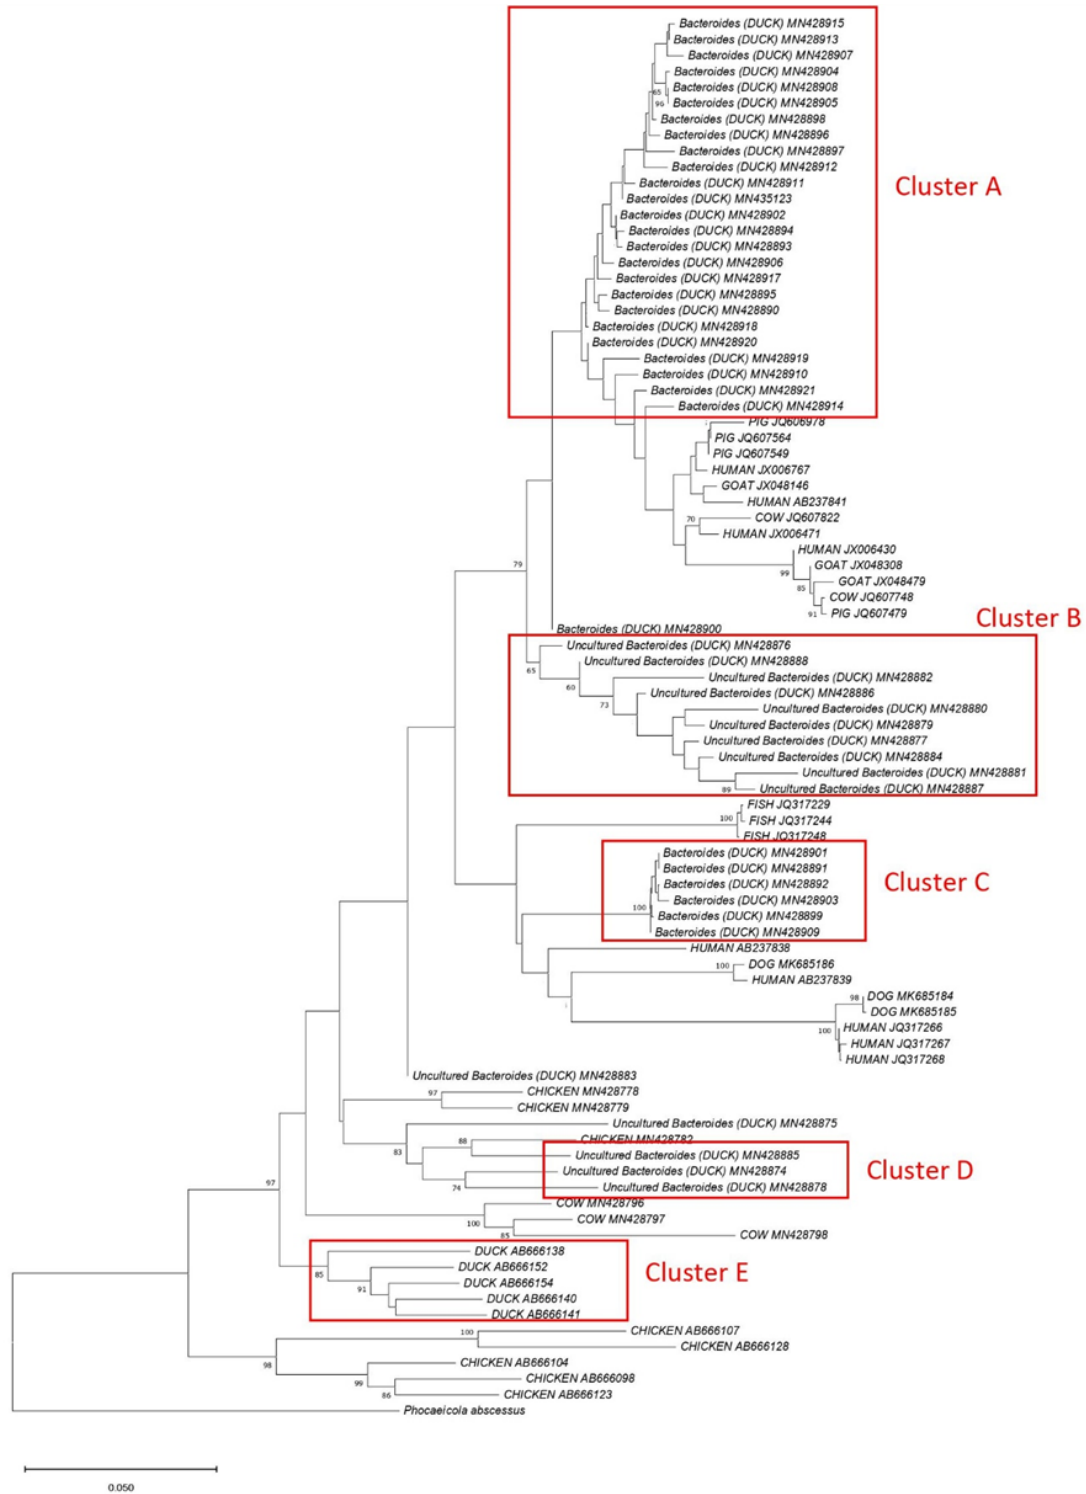 Bacteroides (DUCK) MN428915
Bacteroides (DUCK) MN428913
Bacteroides (DUCK) MN428907
Bacteroides (DUCK) MN428904
85
Bacteroides (DUCK) MN428908
96
Bacteroides (DUCK) MN428905
Bacteroides (DUCK) MN428898
Bacteroides (DUCK) MN428896
Bacteroides (DUCK) MN428897
Bacteroides (DUCK) MN428912
Cluster A
Bacteroides (DUCK) MN428911
Bacteroides (DUCK) MN435123
Bacteroides (DUCK) MN428902
Bacteroides (DUCK) MN428894
Bacteroides (DUCK) MN428893
Bacteroides (DUCK) MN428906
Bacteroides (DUCK) MN428917
Bacteroides (DUCK) MN428895
Bacteroides (DUCK) MN428890
Bacteroides (DUCK) MN428918
Bacteroides (DUCK) MN428920
Bacteroides (DUCK) MN428919
Bacteroides (DUCK) MN428910
Bacteroides (DUCK) MN428921
Bacteroides (DUCK) MN428914
PIG JQ606978
PIG JQ607564
PIG JQ607549
HUMAN JX006767
GOAT JX048146
HUMAN AB237841
70
COW JQ607822
HUMAN JX006471
HUMAN JX006430
79
GOAT JX048308
99
GOAT JX048479
85
COW JQ607748
91
PIG JQ607479
Cluster B
Bacteroides (DUCK) MN428900
Uncultured Bacteroides (DUCK) MN428876
Uncultured Bacteroides (DUCK) MN428888
65
Uncultured Bacteroides (DUCK) MN428882
60
Uncultured Bacteroides (DUCK) MN428886
73
Uncultured Bacteroides (DUCK) MN428880
Uncultured Bacteroides (DUCK) MN428879
Uncultured Bacteroides (DUCK) MN428877
Uncultured Bacteroides (DUCK) MN428884
Uncultured Bacteroides (DUCK) MN428881
89
Uncultured Bacteroides (DUCK) MN428887
FISH JQ317229
100
FISH JQ317244
FISH JQ317248
Bacteroides (DUCK) MN428901
Bacteroides (DUCK) MN428891
Bacteroides (DUCK) MN428892
Cluster C
Bacteroides (DUCK) MN428903
100
Bacteroides (DUCK) MN428899
Bacteroides (DUCK) MN428909
HUMAN AB237838
100
DOG MK685186
HUMAN AB237839
98
DOG MK685184
DOG MK685185
100
HUMAN JQ317266
HUMAN JQ317267
HUMAN JQ317268
Uncultured Bacteroides (DUCK) MN428883
97
CHICKEN MN428778
CHICKEN MN428779
Uncultured Bacteroides (DUCK) MN428875
88
CHICKEN MN428782
83
Uncultured Bacteroides (DUCK) MN428885
Uncultured Bacteroides (DUCK) MN428874
Cluster D
74
Uncultured Bacteroides (DUCK) MN428878
97
COW MN428796
100
COW MN428797
85
COW MN428798
DUCK AB666138
85
DUCK AB666152
Cluster E
91
DUCK AB666154
DUCK AB666140
DUCK AB666141
100
CHICKEN AB666107
CHICKEN AB666128
98
CHICKEN AB666104
99
CHICKEN AB666098
86
CHICKEN AB666123
Phocaeicola abscessus
0.050